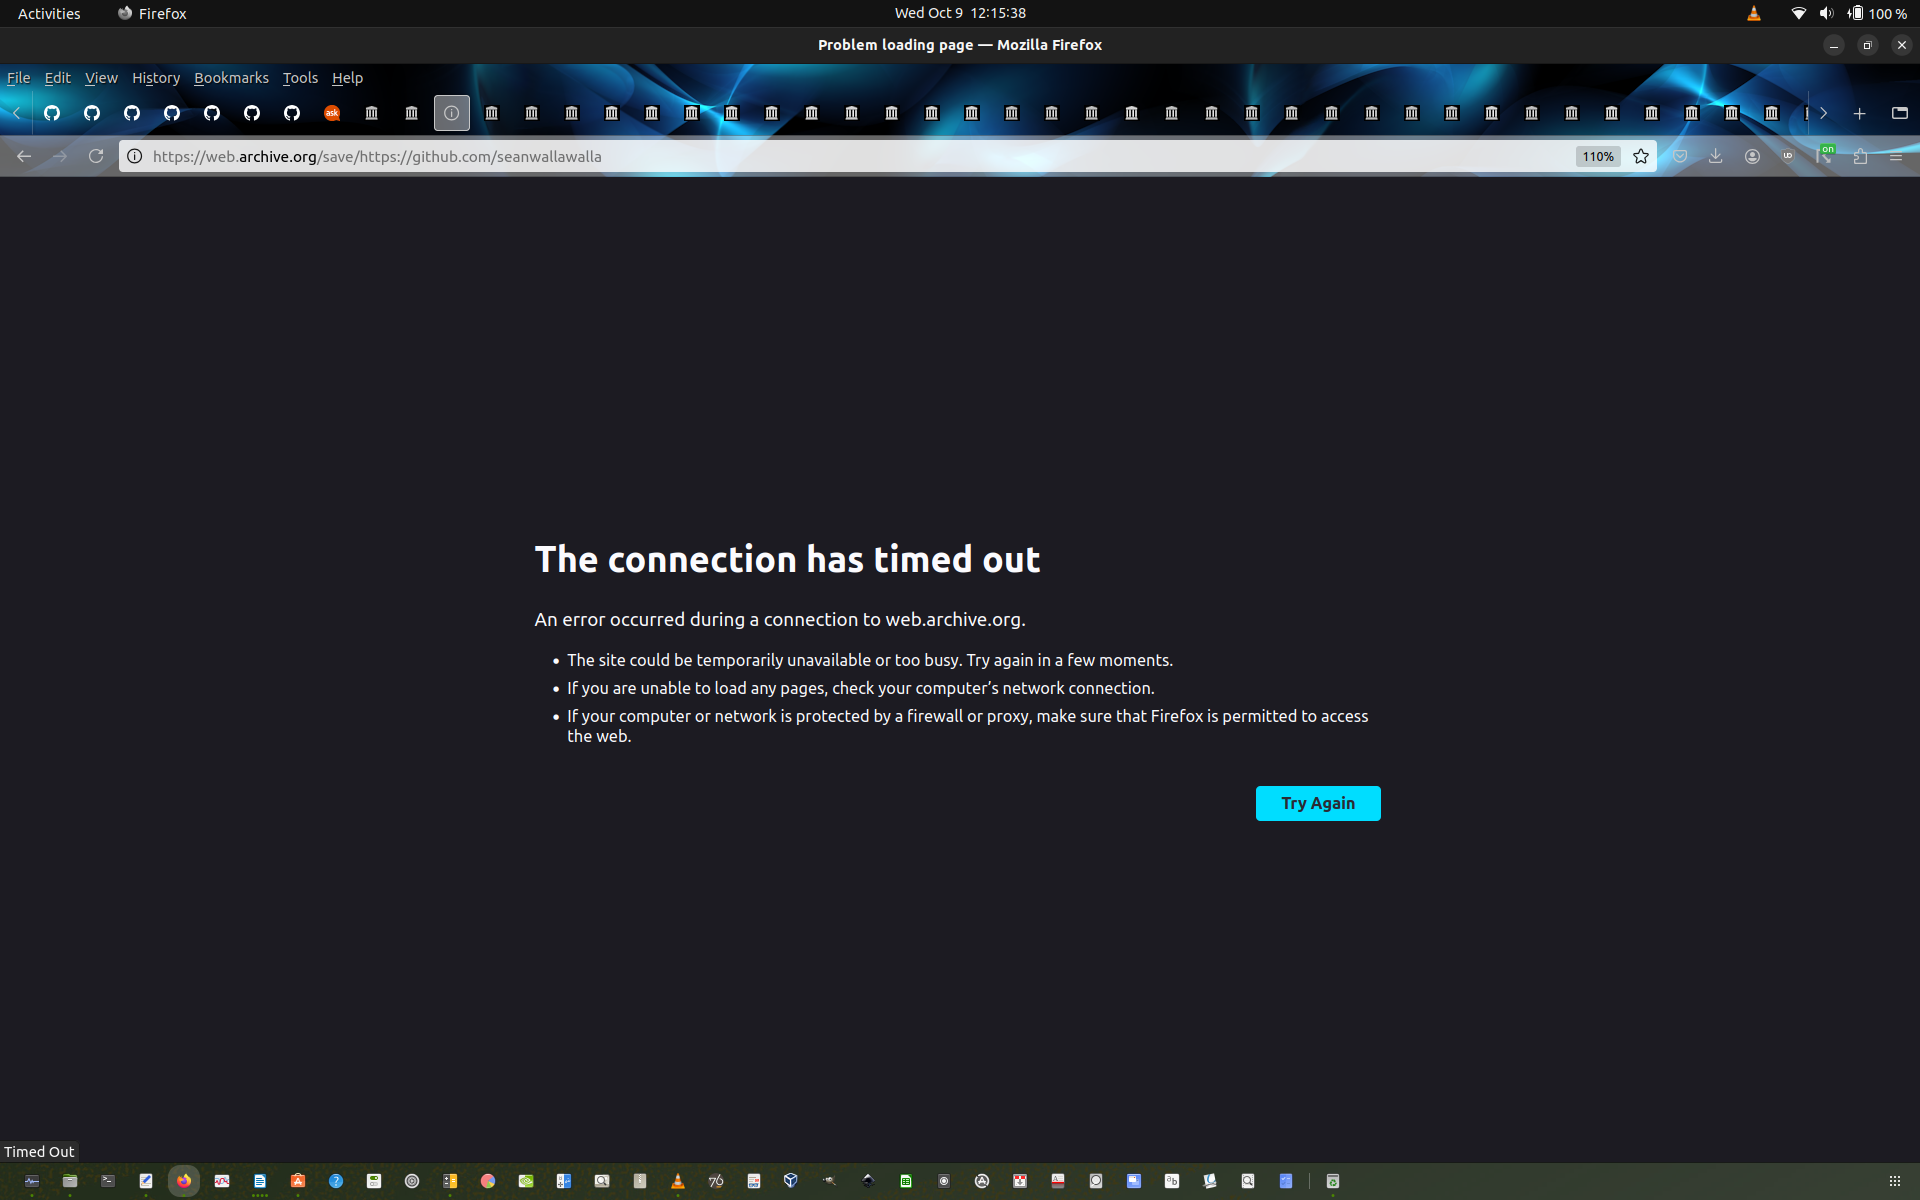 Activities Firefox Wed Oct 9 12:15:38 100 %
Problem loading page — Mozilla Firefox
File Edit View History Bookmarks Tools Help
ask
https://web.archive.org/save/https://github.com/seanwallawalla 110% on
The connection has timed out
An error occurred during a connection to web.archive.org.
• The site could be temporarily unavailable or too busy. Try again in a few moments.
• If you are unable to load any pages, check your computer’s network connection.
• If your computer or network is protected by a firewall or proxy, make sure that Firefox is permitted to access
the web.
Try Again
Timed Out